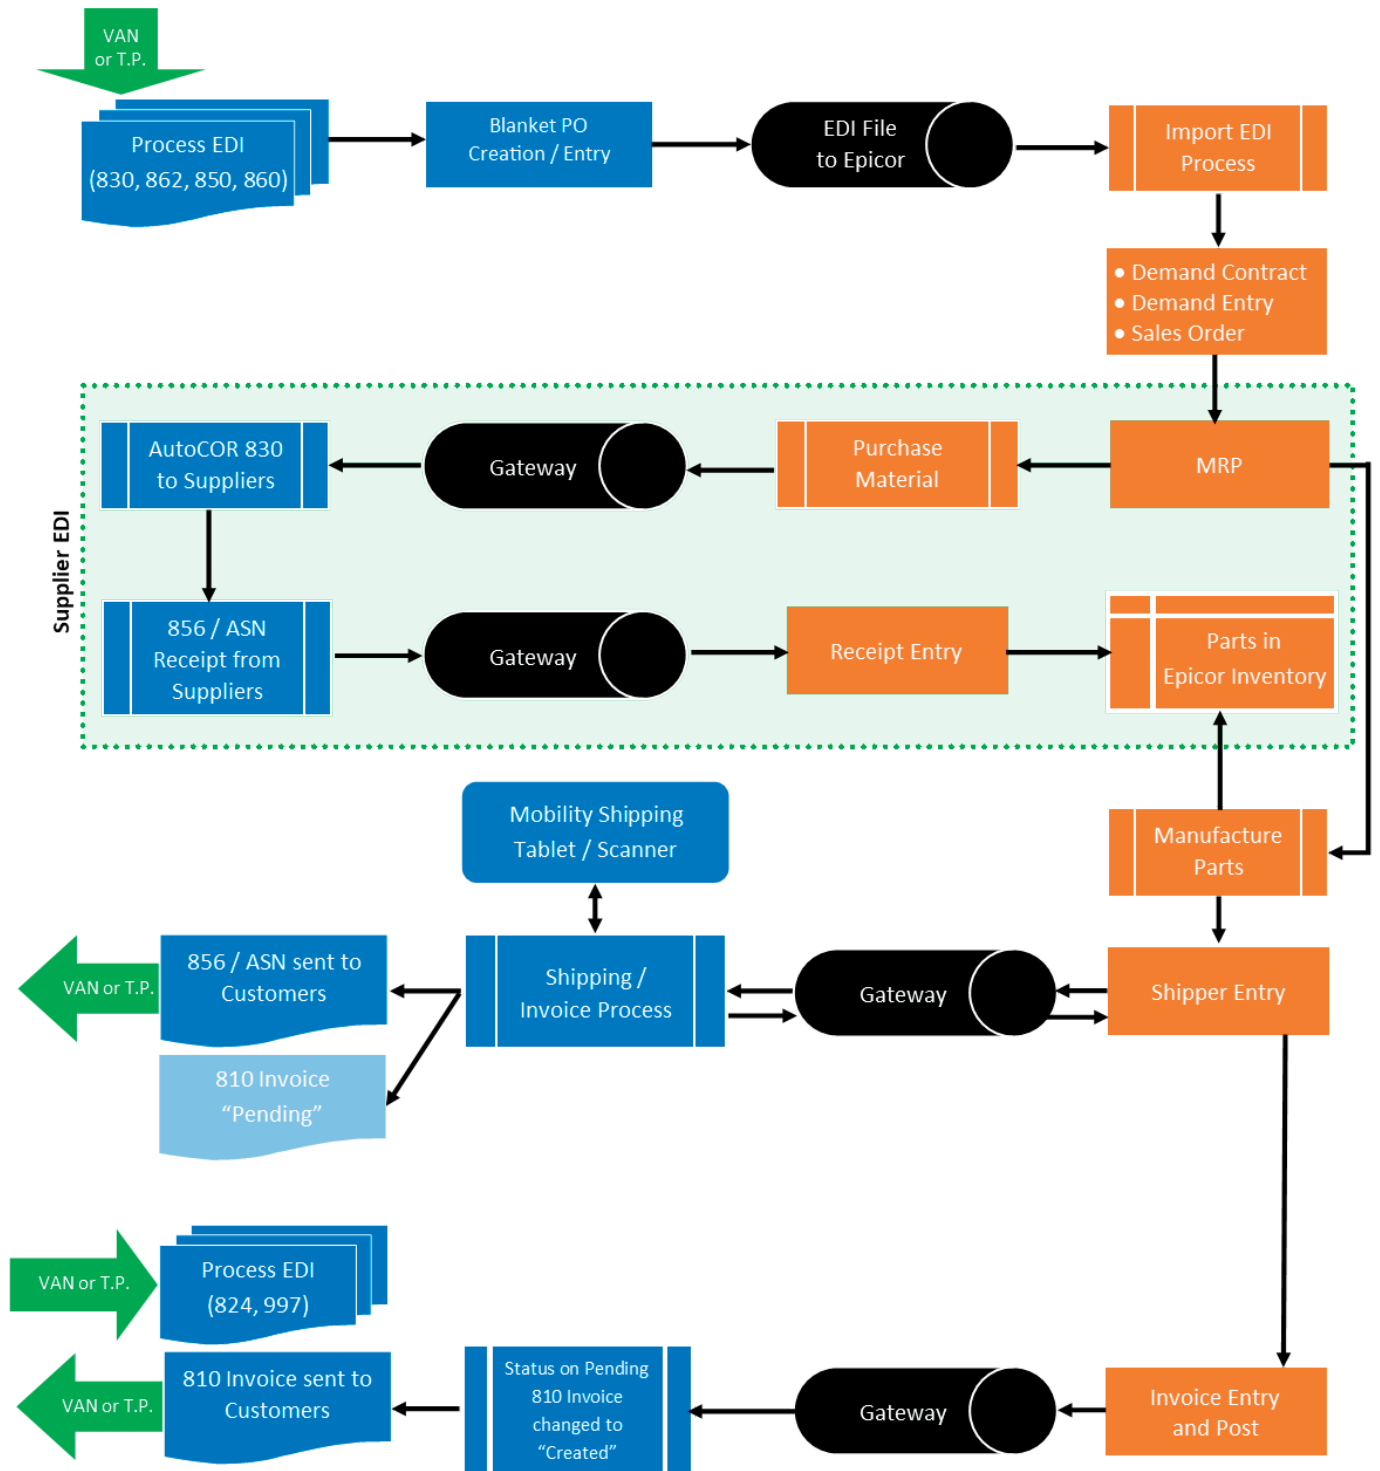 VAN
or T.P.
Process EDI
(830, 862, 850, 860)
Blanket PO
Creation / Entry
EDI File
to Epicor
Import EDI
Process
● Demand Contract
● Demand Entry
● Sales Order
Supplier EDI
AutoCOR 830
to Suppliers
Gateway
Purchase
Material
MRP
856 / ASN
Receipt from
Suppliers
Gateway
Receipt Entry
Parts in
Epicor Inventory
Mobility Shipping
Tablet / Scanner
Manufacture
Parts
VAN or T.P.
856 / ASN sent to
Customers
Shipping /
Invoice Process
Gateway
Shipper Entry
810 Invoice
“Pending”
VAN or T.P.
Process EDI
(824, 997)
VAN or T.P.
810 Invoice sent to
Customers
Status on Pending
810 Invoice
changed to
“Created”
Gateway
Invoice Entry
and Post